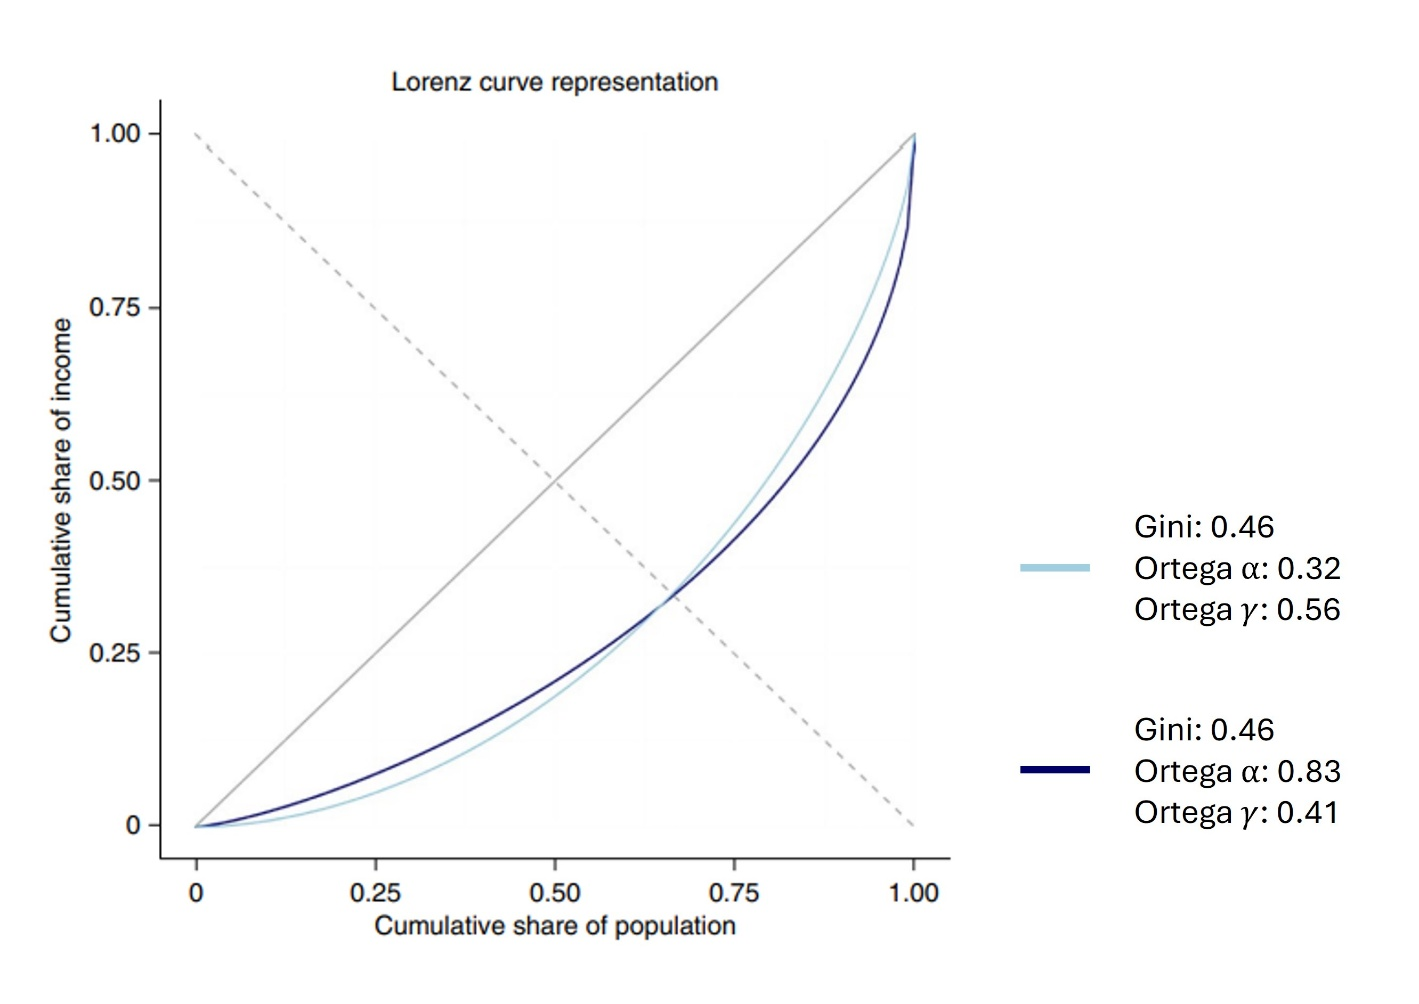 Lorenz curve representation
1.00
0.75
0.50
0.25
0
Cumulative share of income
0 0.25 0.50 0.75 1.00
Cumulative share of population
Gini: 0.46
Ortega α: 0.32
Ortega γ: 0.56
Gini: 0.46
Ortega α: 0.83
Ortega γ: 0.41